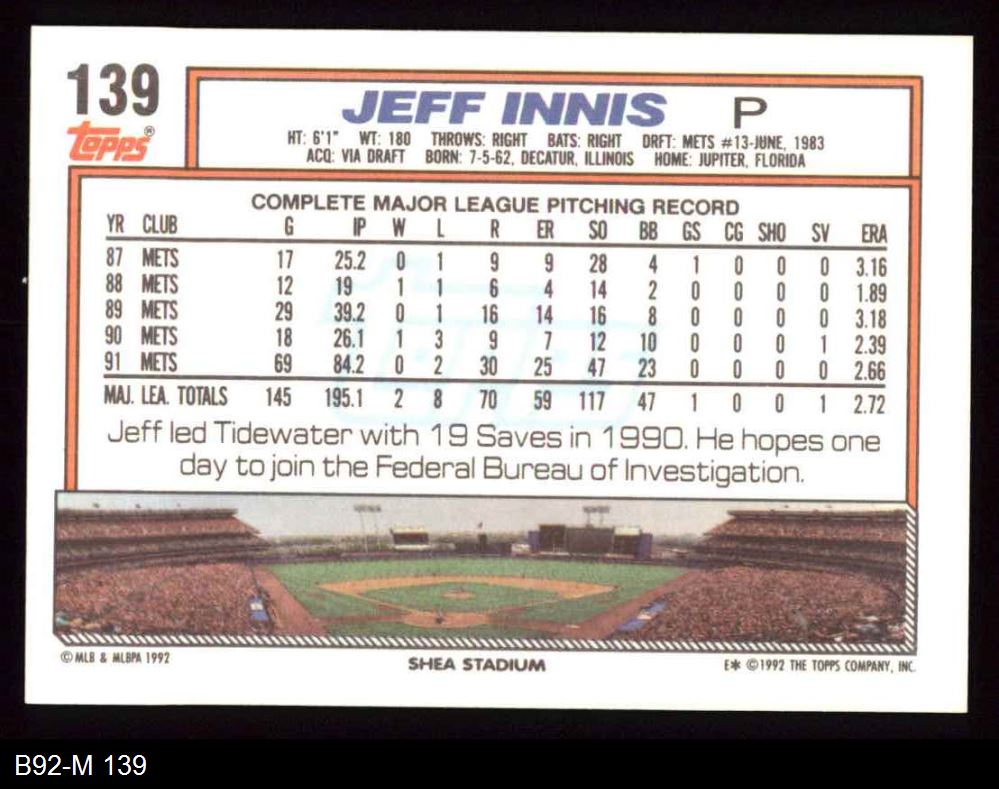 139
topps®
JEFF INNIS P
HT: 6'1" WT: 180 THROWS: RIGHT BATS: RIGHT DRFT: METS #13-JUNE, 1983
ACQ: VIA DRAFT BORN: 7-5-62, DECATUR, ILLINOIS HOME: JUPITER, FLORIDA
COMPLETE MAJOR LEAGUE PITCHING RECORD
YR CLUB G IP W L R ER SO BB GS CG SHO SV ERA
87 METS 17 25.2 0 1 9 9 28 4 1 0 0 0 3.16
88 METS 12 19 1 1 6 4 14 2 0 0 0 0 1.89
89 METS 29 39.2 0 1 16 14 16 8 0 0 0 0 3.18
90 METS 18 26.1 1 3 9 7 12 10 0 0 0 1 2.39
91 METS 69 84.2 0 2 30 25 47 23 0 0 0 0 2.66
MAJ. LEA. TOTALS 145 195.1 2 8 70 59 117 47 1 0 0 1 2.72
Jeff led Tidewater with 19 Saves in 1990. He hopes one
day to join the Federal Bureau of Investigation.
© MLB & MLBPA 1992
SHEA STADIUM
E* © 1992 THE TOPPS COMPANY, INC.
B92-M 139